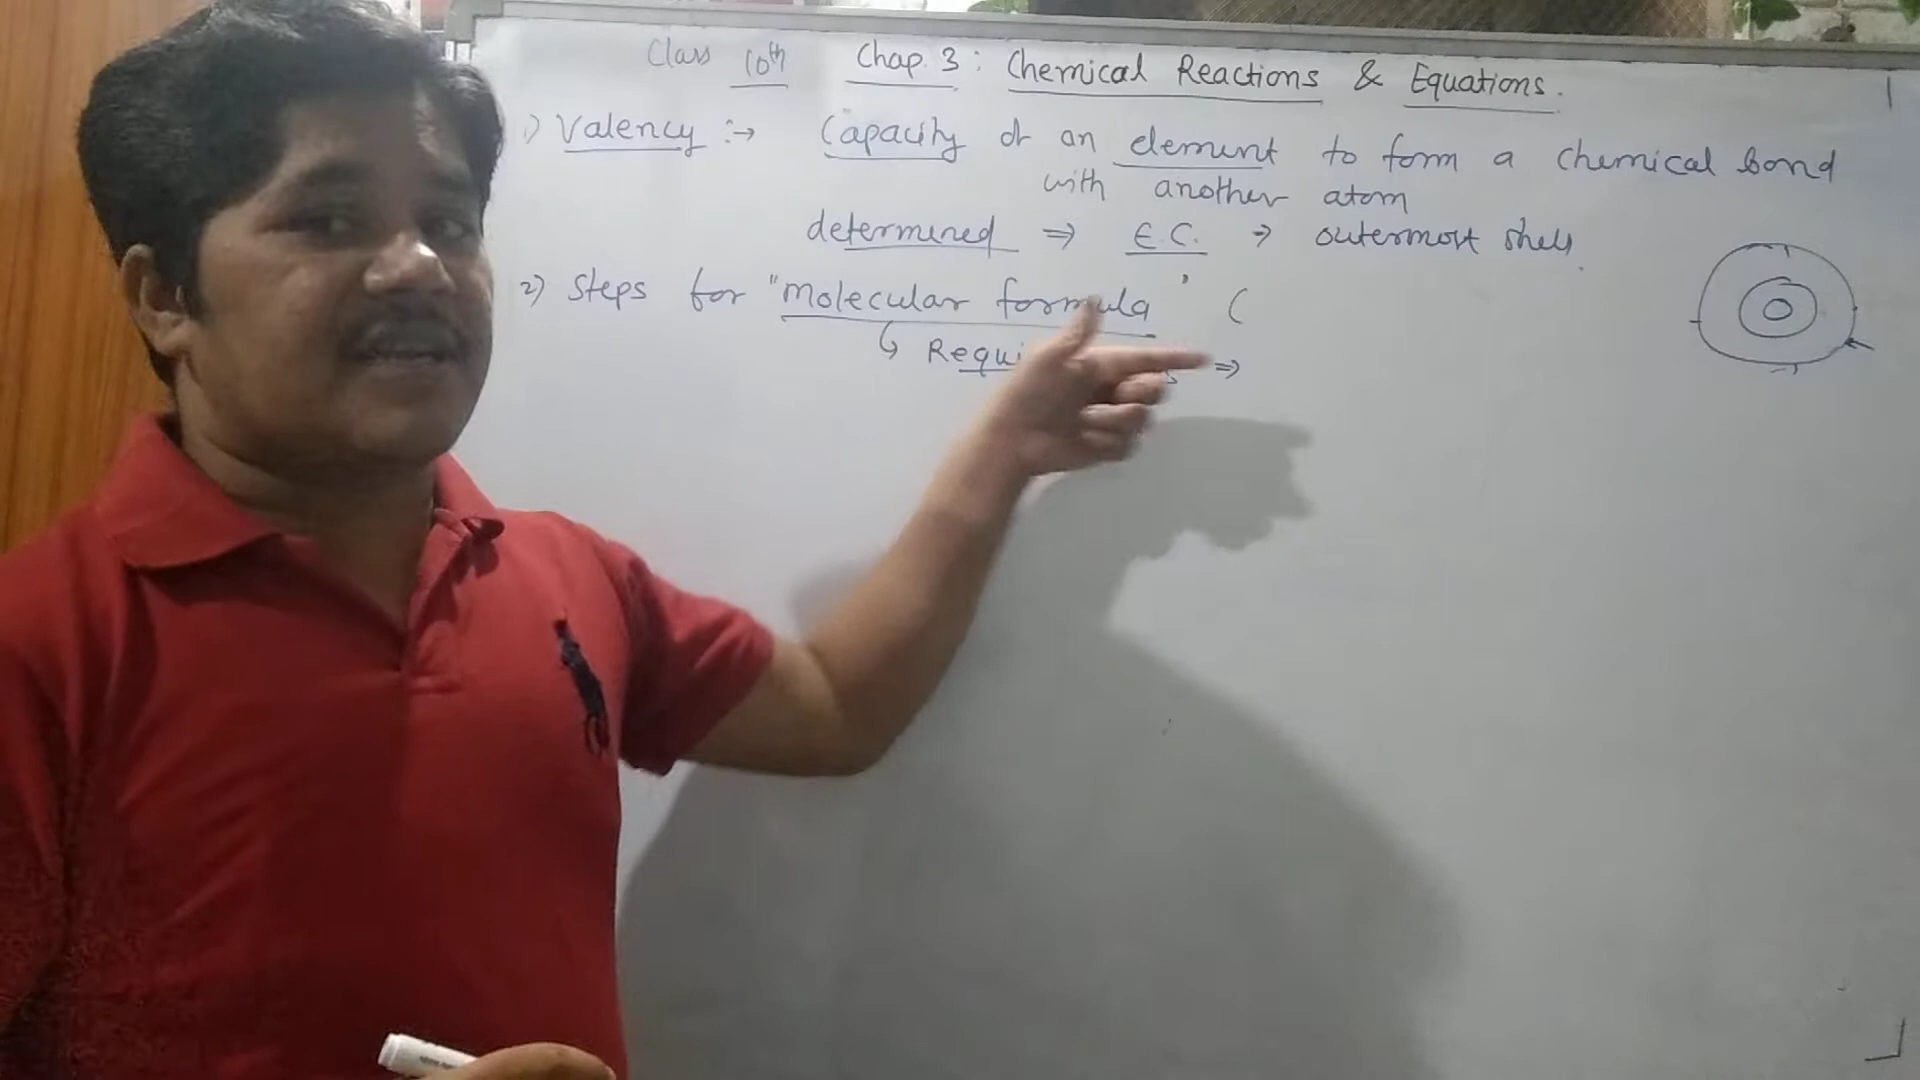 Class 10th Chap. 3: Chemical Reactions & Equations.
1) Valency :→ Capacity of an element to form a chemical bond
with another atom
determined ⇒ E.C. → outermost shell
2) Steps for "Molecular formula" (
↳ ⇒